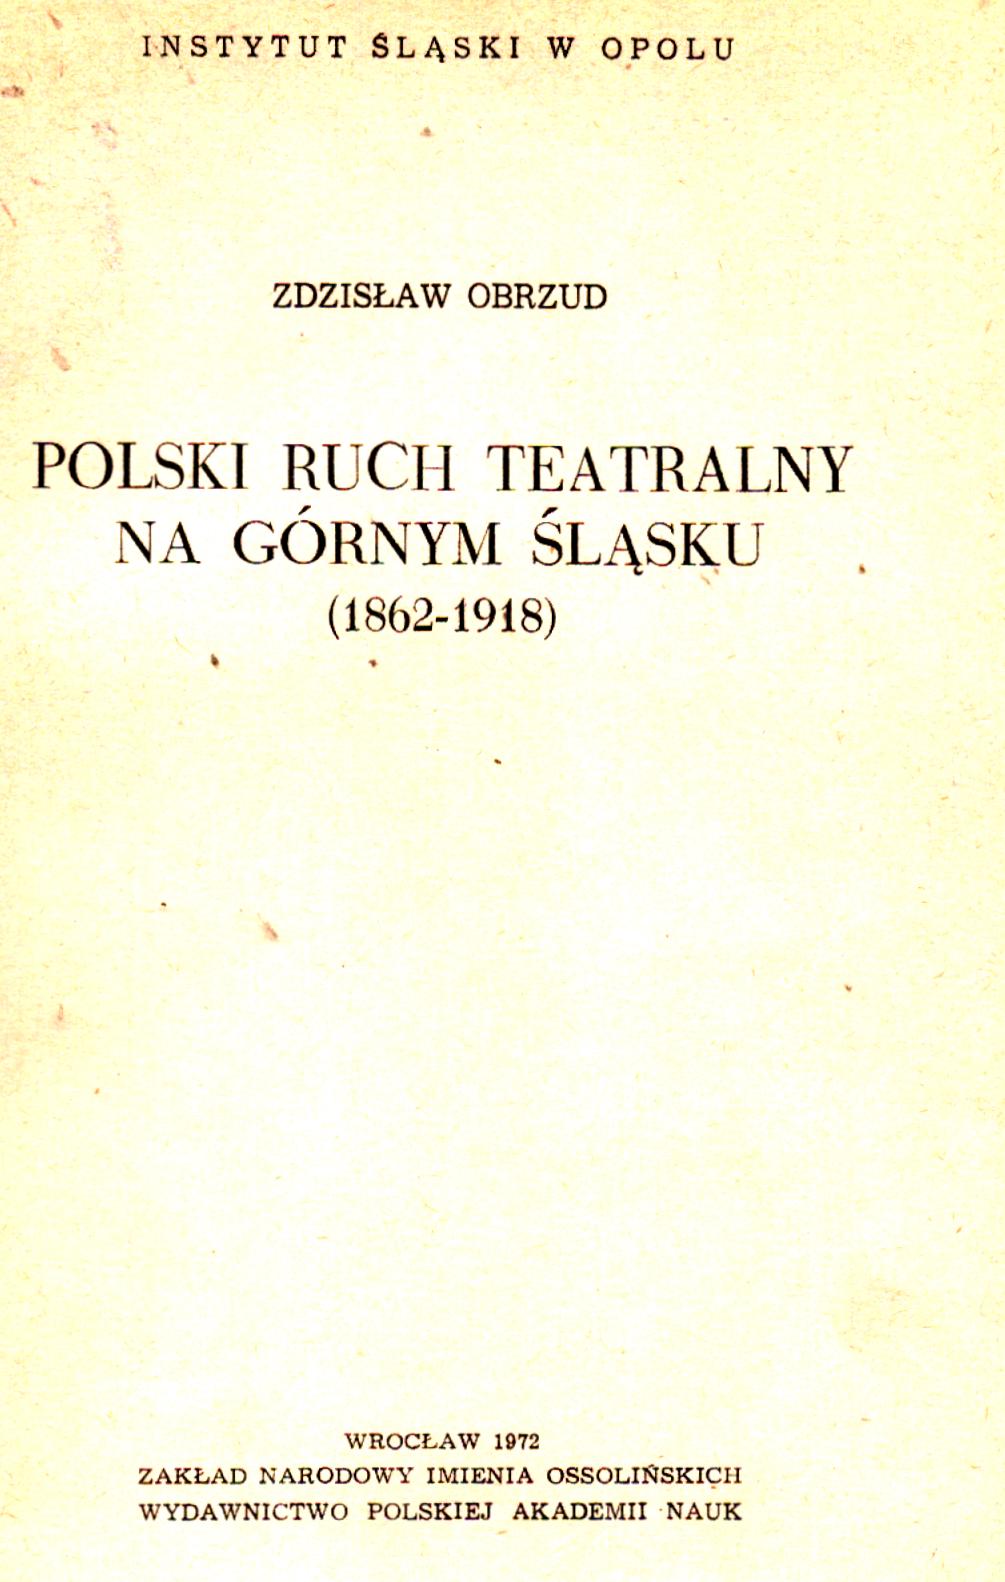 INSTYTUT ŚLĄSKI W OPOLU
ZDZISŁAW OBRZUD
POLSKI RUCH TEATRALNY
NA GÓRNYM ŚLĄSKU
(1862-1918)
WROCŁAW 1972
ZAKŁAD NARODOWY IMIENIA OSSOLIŃSKICH
WYDAWNICTWO POLSKIEJ AKADEMII NAUK